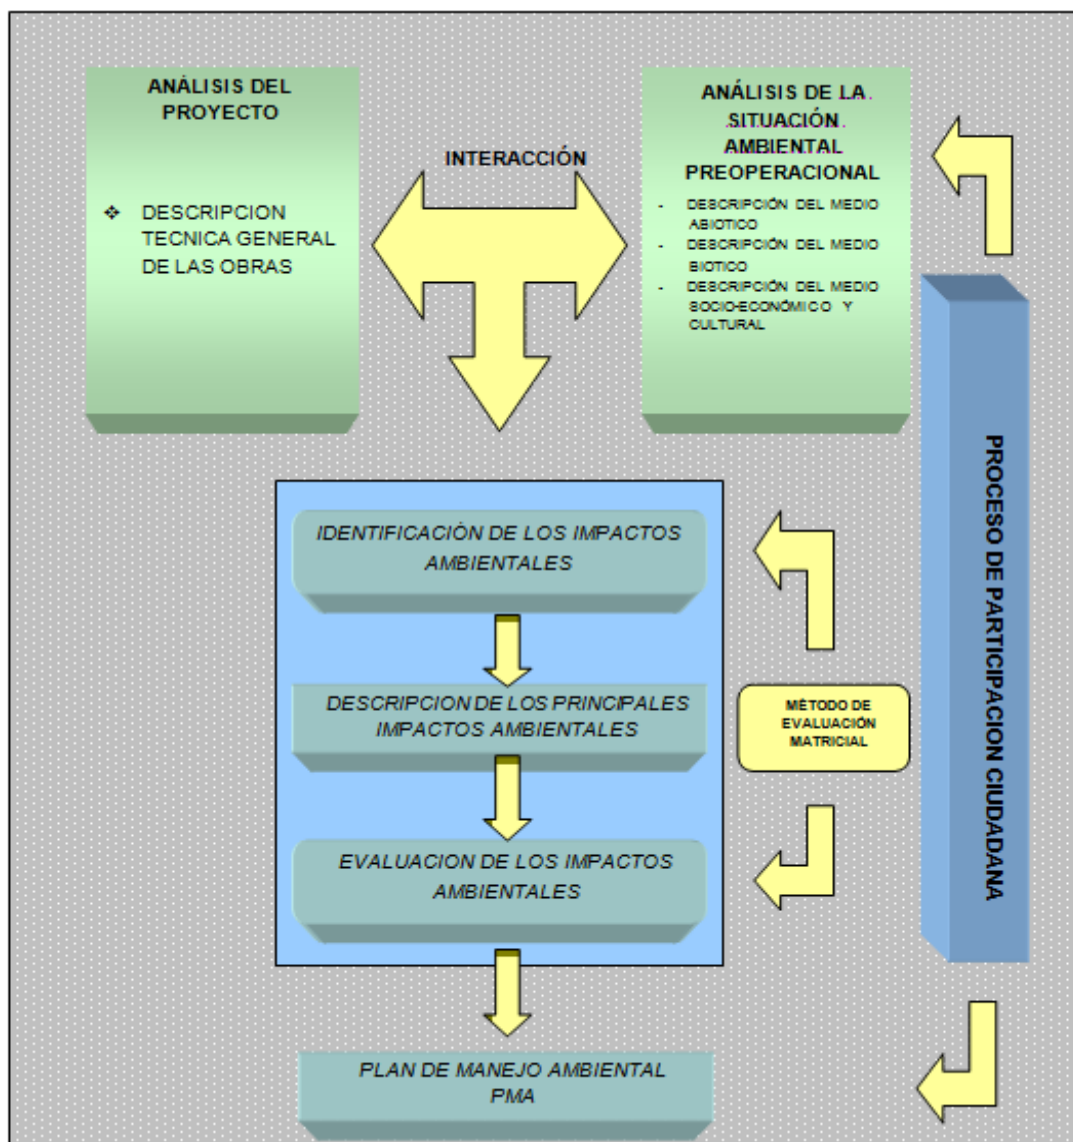 ANÁLISIS DEL
PROYECTO
❖ DESCRIPCION
TECNICA GENERAL
DE LAS OBRAS
INTERACCIÓN
ANÁLISIS DE LA
SITUACIÓN
AMBIENTAL
PREOPERACIONAL
- DESCRIPCIÓN DEL MEDIO
ABIOTICO
- DESCRIPCIÓN DEL MEDIO
BIOTICO
- DESCRIPCIÓN DEL MEDIO
SOCIO-ECONÓMICO Y
CULTURAL
IDENTIFICACIÓN DE LOS IMPACTOS
AMBIENTALES
DESCRIPCION DE LOS PRINCIPALES
IMPACTOS AMBIENTALES
EVALUACION DE LOS IMPACTOS
AMBIENTALES
MÉTODO DE
EVALUACIÓN
MATRICIAL
PROCESO DE PARTICIPACION CIUDADANA
PLAN DE MANEJO AMBIENTAL
PMA